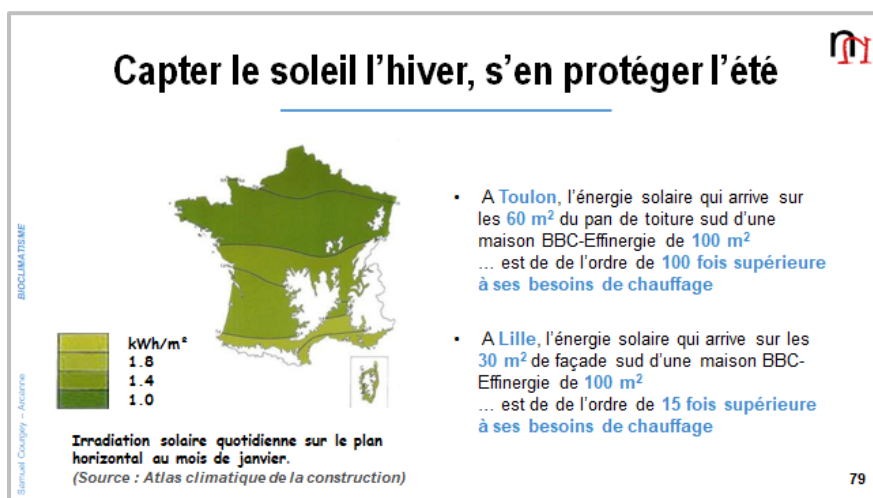 Capter le soleil l'hiver, s'en protéger l'été
• A Toulon, l'énergie solaire qui arrive sur
les 60 m² du pan de toiture sud d'une
maison BBC-Effinergie de 100 m²
... est de de l'ordre de 100 fois supérieure
à ses besoins de chauffage
• A Lille, l'énergie solaire qui arrive sur les
30 m² de façade sud d'une maison BBC-
Effinergie de 100 m²
... est de l'ordre de 15 fois supérieure
à ses besoins de chauffage
kWh/m²
1.8
1.4
1.0
Irradiation solaire quotidienne sur le plan
horizontal au mois de janvier.
(Source : Atlas climatique de la construction)
BIOCLIMATISME
Samuel Courgey – Arcanne
79